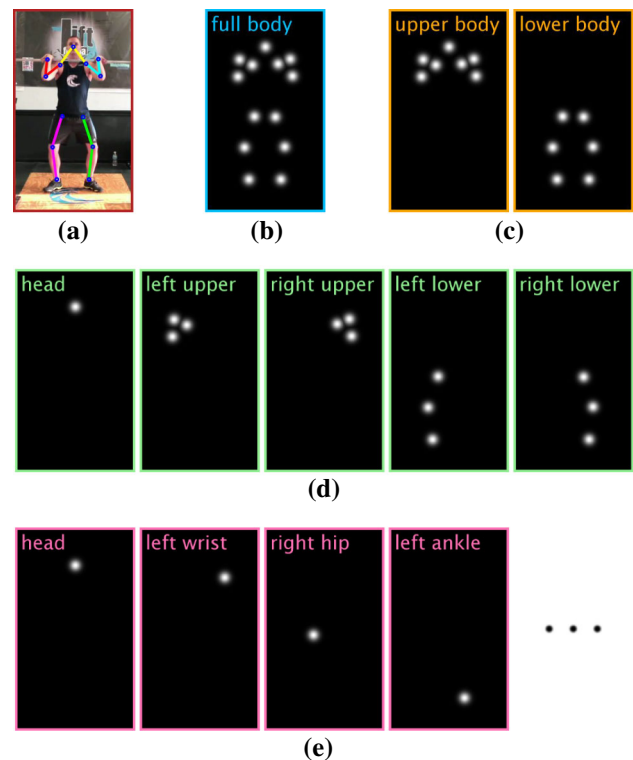 full body
upper body
lower body
(a)
(b)
(c)
head
left upper
right upper
left lower
right lower
(d)
head
left wrist
right hip
left ankle
(e)